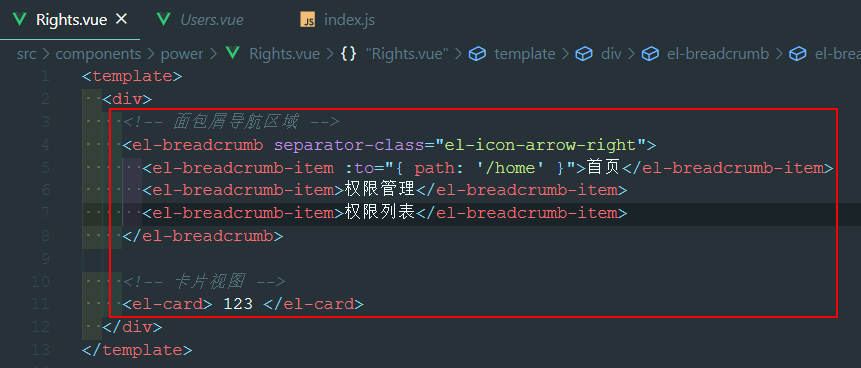 Rights.vue Users.vue JS index.js
src > components > power > Rights.vue > {} "Rights.vue" > template > div > el-breadcrumb > el-brea
1 <template>
2 <div>
3 <!-- 面包屑导航区域 -->
4 <el-breadcrumb separator-class="el-icon-arrow-right">
5 <el-breadcrumb-item :to="{ path: '/home' }">首页</el-breadcrumb-item>
6 <el-breadcrumb-item>权限管理</el-breadcrumb-item>
7 <el-breadcrumb-item>权限列表</el-breadcrumb-item>
8 </el-breadcrumb>
9
10 <!-- 卡片视图 -->
11 <el-card> 123 </el-card>
12 </div>
13 </template>